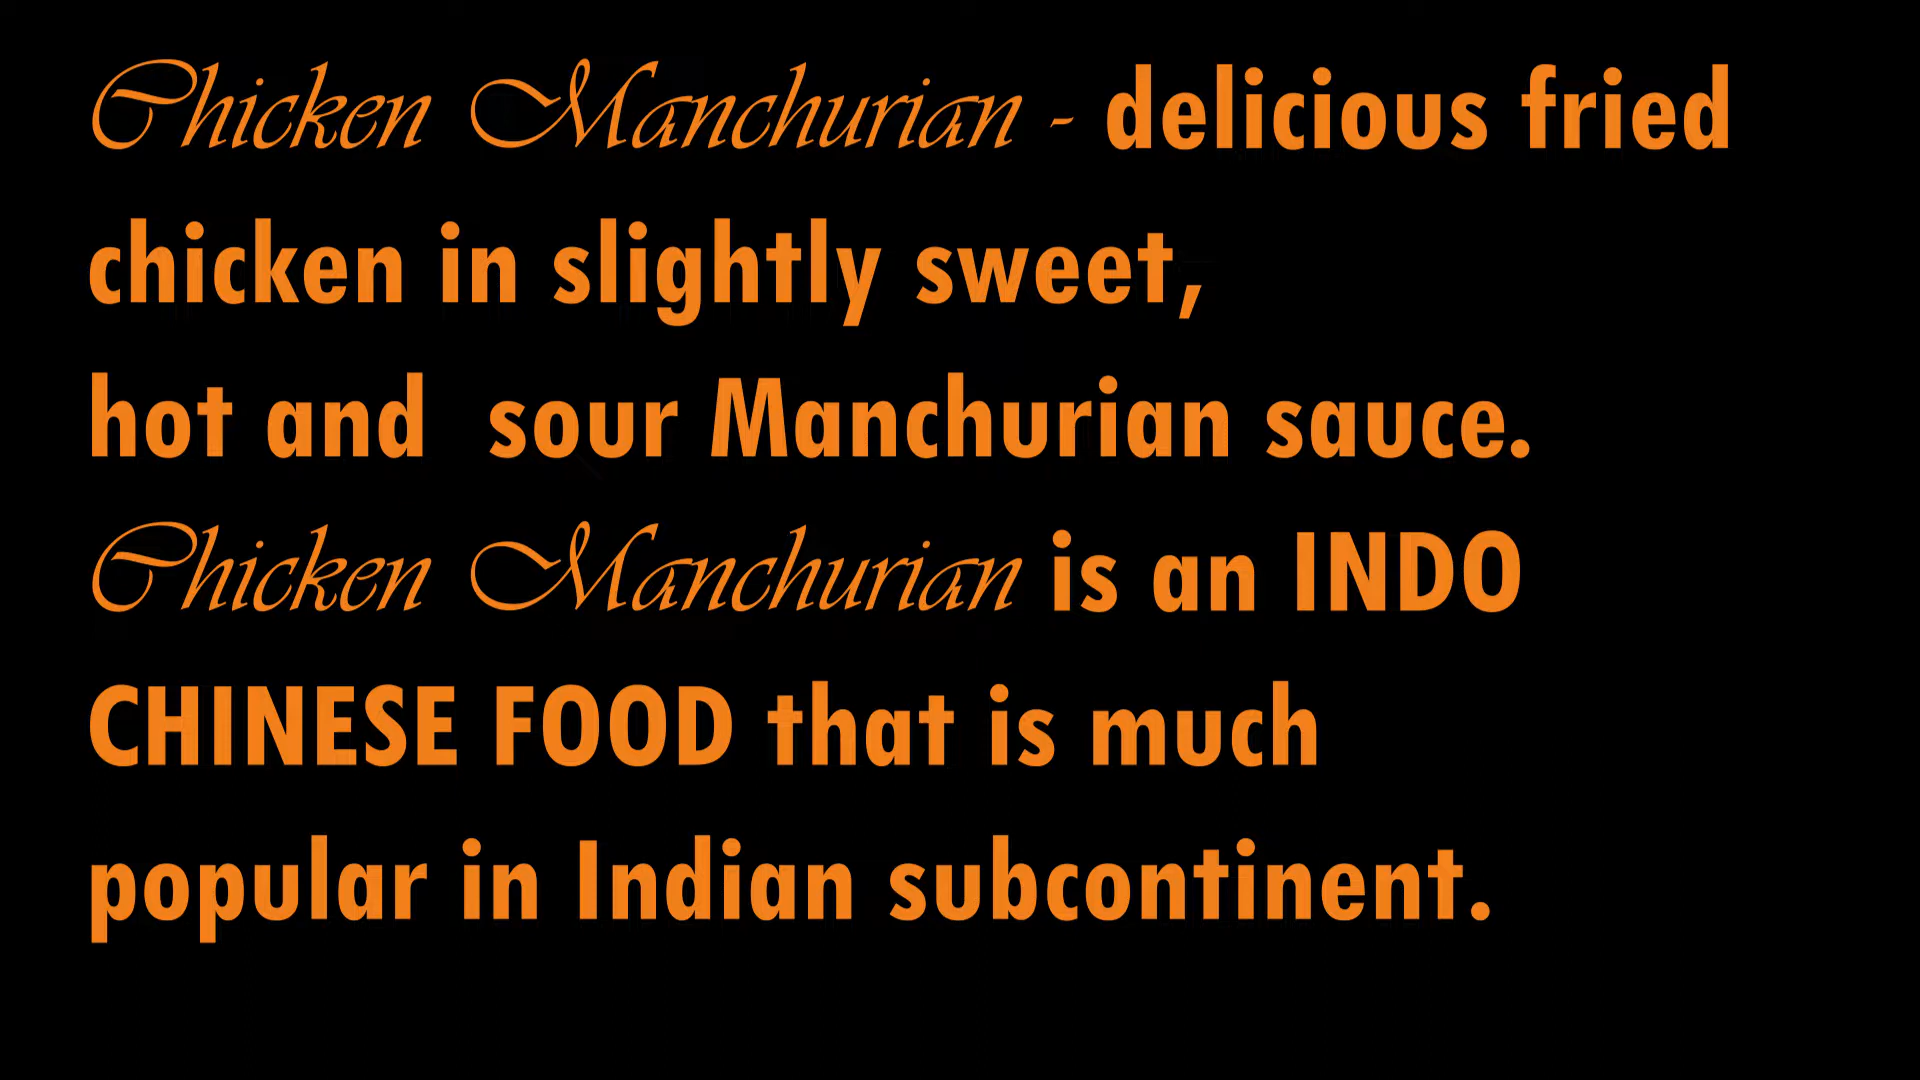 Chicken Manchurian - delicious fried
chicken in slightly sweet,
hot and  sour Manchurian sauce.
Chicken Manchurian is an INDO
CHINESE FOOD that is much
popular in Indian subcontinent.